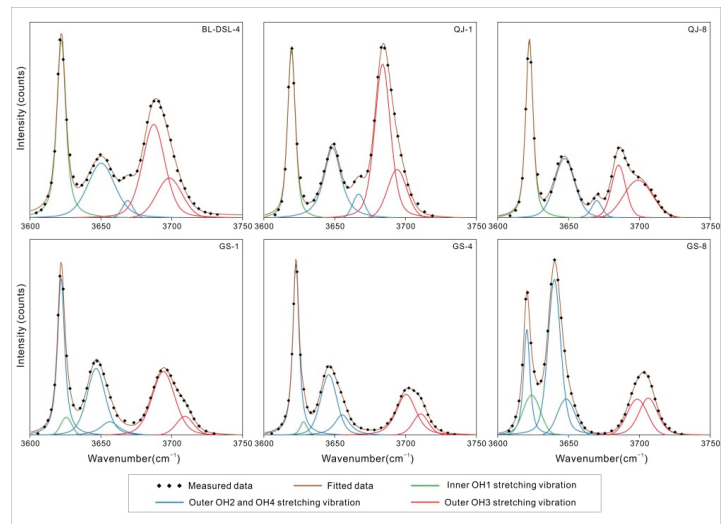 BL-DSL-4
QJ-1
QJ-8
Intensity (counts)
3600 3650 3700 3750
3600 3650 3700 3750
3600 3650 3700 3750
GS-1
GS-4
GS-8
Intensity (counts)
3600 3650 3700 3750
3600 3650 3700 3750
3600 3650 3700 3750
Wavenumber(cm⁻¹)
Wavenumber(cm⁻¹)
Wavenumber(cm⁻¹)
Measured data
Fitted data
Inner OH1 stretching vibration
Outer OH2 and OH4 stretching vibration
Outer OH3 stretching vibration